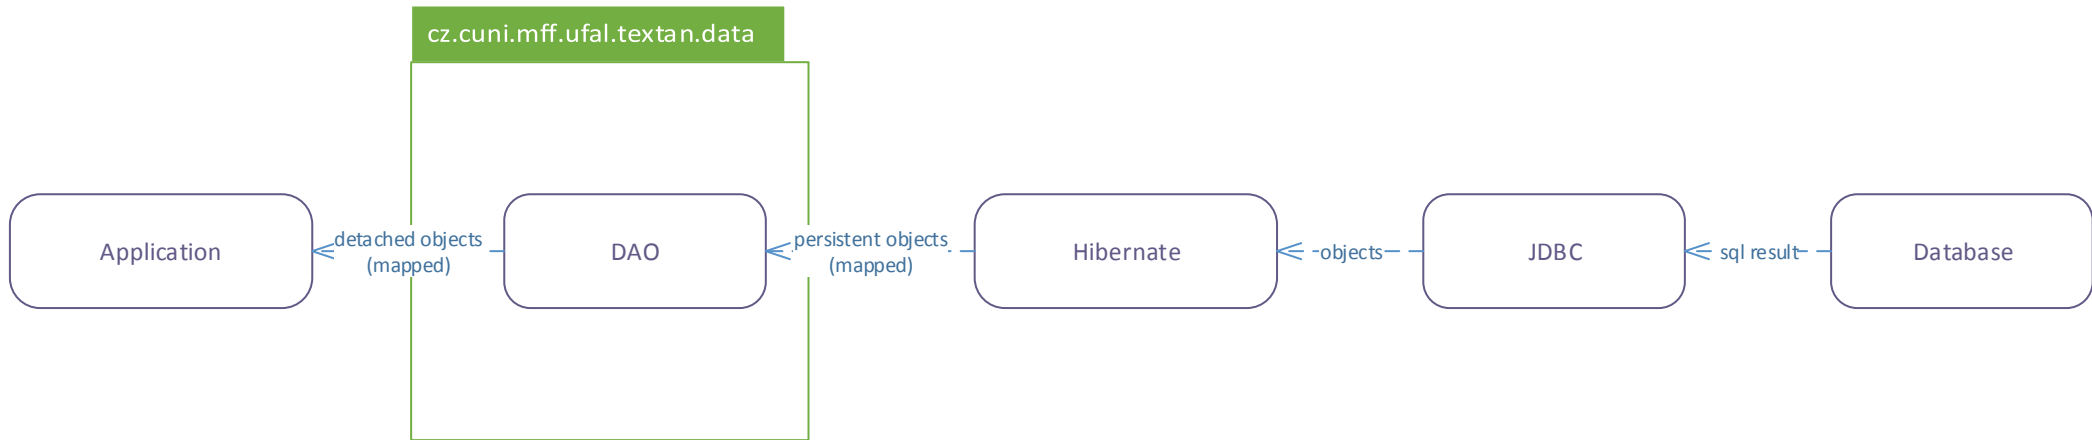 cz.cuni.mff.ufal.textan.data
Application
detached objects
(mapped)
DAO
persistent objects
(mapped)
Hibernate
objects
JDBC
sql result
Database